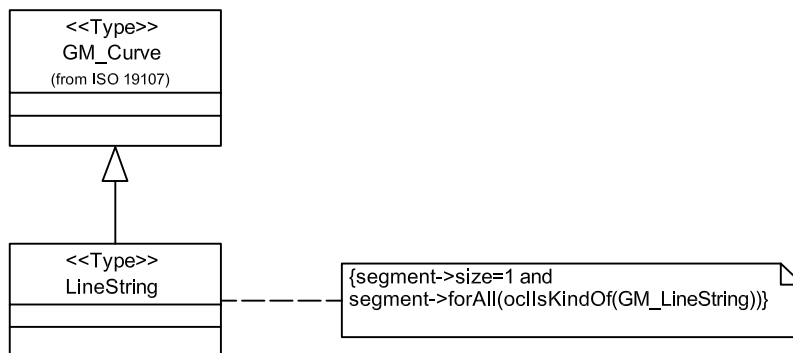 <<Type>>
GM_Curve
(from ISO 19107)
<<Type>>
LineString
{segment->size=1 and
segment->forAll(oclIsKindOf(GM_LineString))}